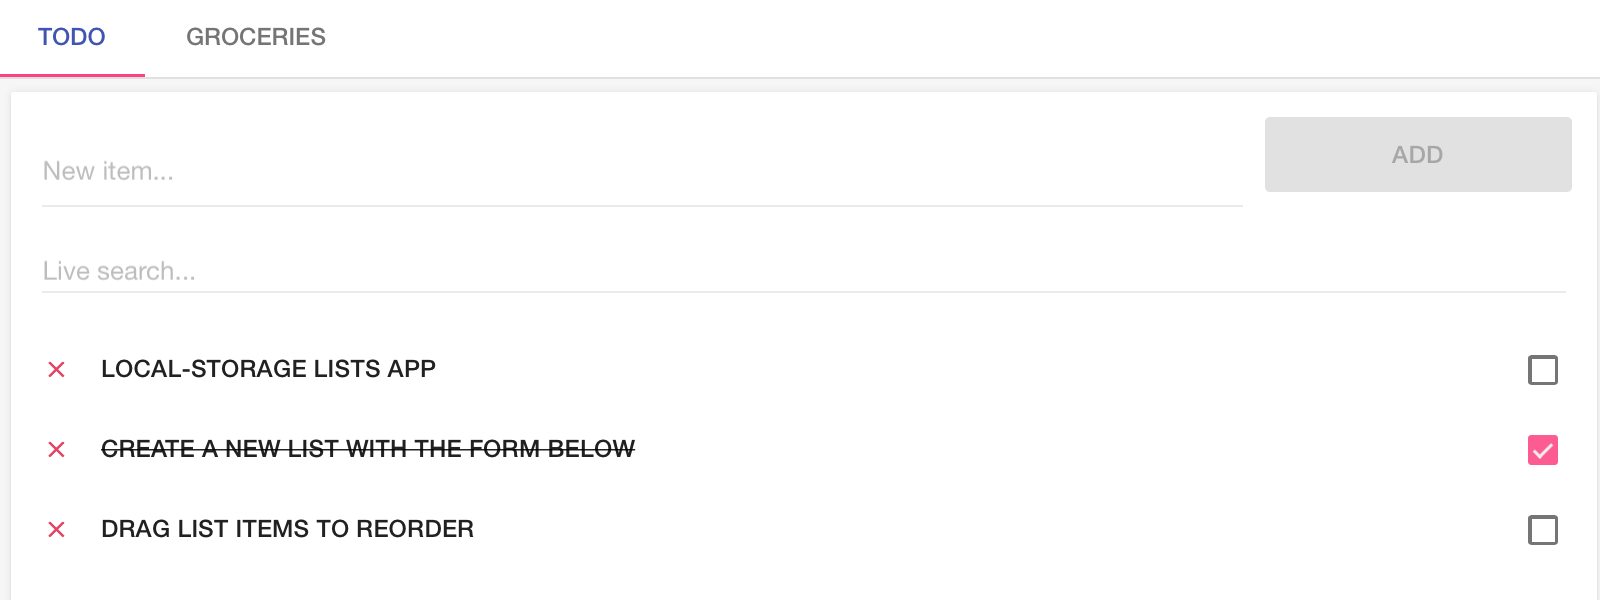 TODO GROCERIES
New item...
ADD
Live search...
LOCAL-STORAGE LISTS APP
CREATE A NEW LIST WITH THE FORM BELOW
DRAG LIST ITEMS TO REORDER